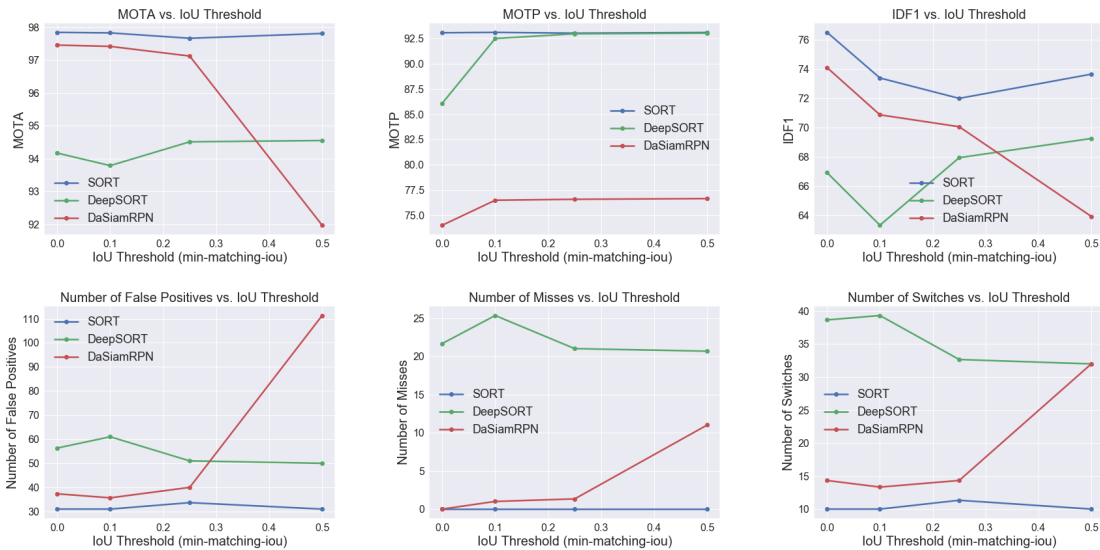 MOTA vs. IoU Threshold
98
97
96
95
94
93
92
MOTA
SORT
DeepSORT
DaSiamRPN
0.0 0.1 0.2 0.3 0.4 0.5
IoU Threshold (min-matching-iou)
MOTP vs. IoU Threshold
92.5
90.0
87.5
85.0
82.5
80.0
77.5
75.0
MOTP
SORT
DeepSORT
DaSiamRPN
0.0 0.1 0.2 0.3 0.4 0.5
IoU Threshold (min-matching-iou)
IDF1 vs. IoU Threshold
76
74
72
70
68
66
64
IDF1
SORT
DeepSORT
DaSiamRPN
0.0 0.1 0.2 0.3 0.4 0.5
IoU Threshold (min-matching-iou)
Number of False Positives vs. IoU Threshold
110
100
90
80
70
60
50
40
30
Number of False Positives
SORT
DeepSORT
DaSiamRPN
0.0 0.1 0.2 0.3 0.4 0.5
IoU Threshold (min-matching-iou)
Number of Misses vs. IoU Threshold
25
20
15
10
5
0
Number of Misses
SORT
DeepSORT
DaSiamRPN
0.0 0.1 0.2 0.3 0.4 0.5
IoU Threshold (min-matching-iou)
Number of Switches vs. IoU Threshold
40
35
30
25
20
15
10
Number of Switches
SORT
DeepSORT
DaSiamRPN
0.0 0.1 0.2 0.3 0.4 0.5
IoU Threshold (min-matching-iou)